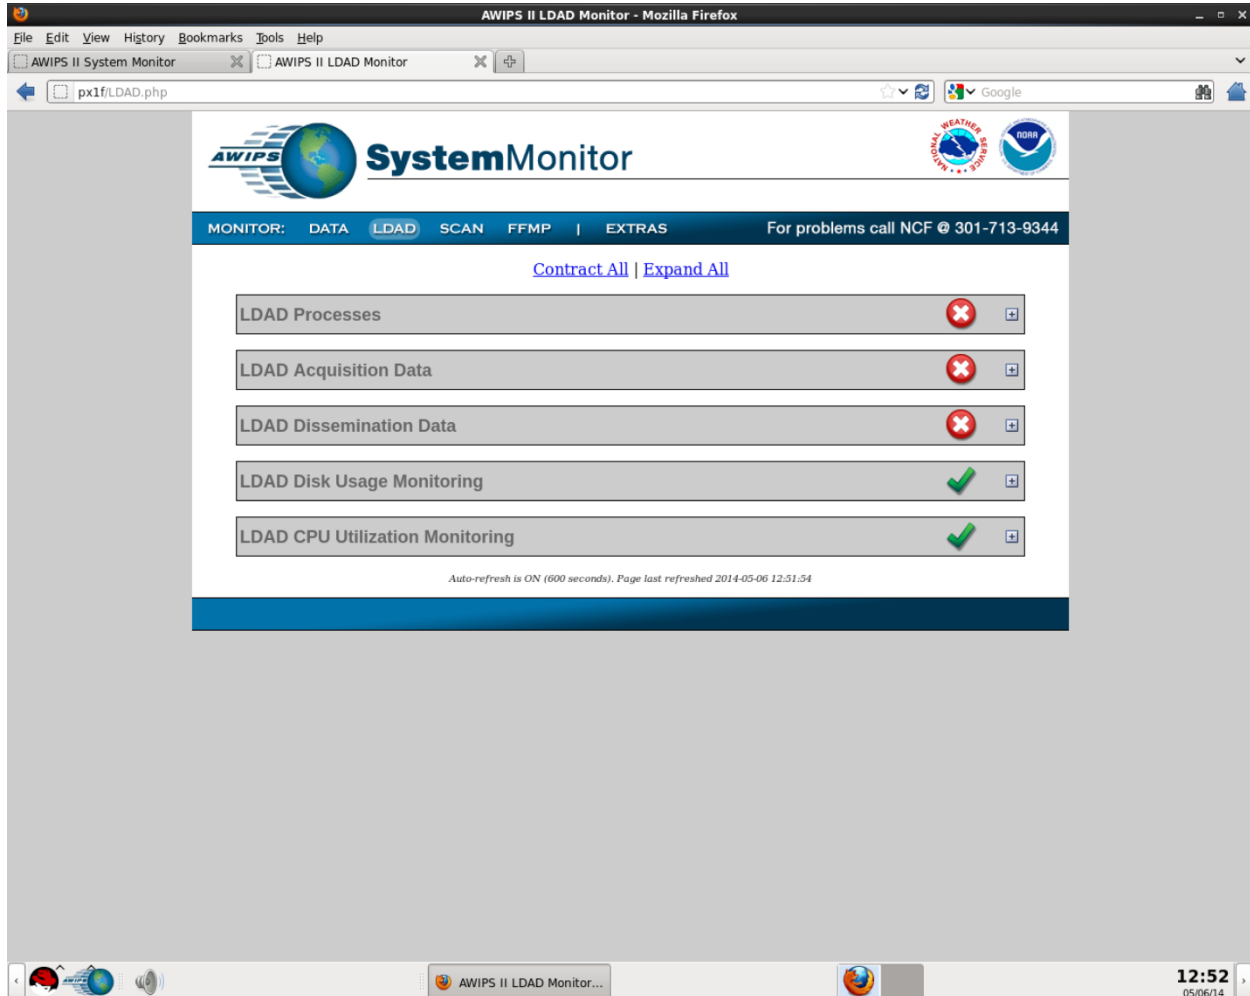 AWIPS II LDAD Monitor - Mozilla Firefox
File Edit View History Bookmarks Tools Help
AWIPS II System Monitor AWIPS II LDAD Monitor
px1f/LDAD.php Google
AWIPS SystemMonitor NATIONAL WEATHER SERVICE NOAA
MONITOR: DATA LDAD SCAN FFMP | EXTRAS For problems call NCF @ 301-713-9344
Contract All | Expand All
LDAD Processes
LDAD Acquisition Data
LDAD Dissemination Data
LDAD Disk Usage Monitoring
LDAD CPU Utilization Monitoring
Auto-refresh is ON (600 seconds). Page last refreshed 2014-05-06 12:51:54
AWIPS AWIPS II LDAD Monitor... 12:52
05/06/14